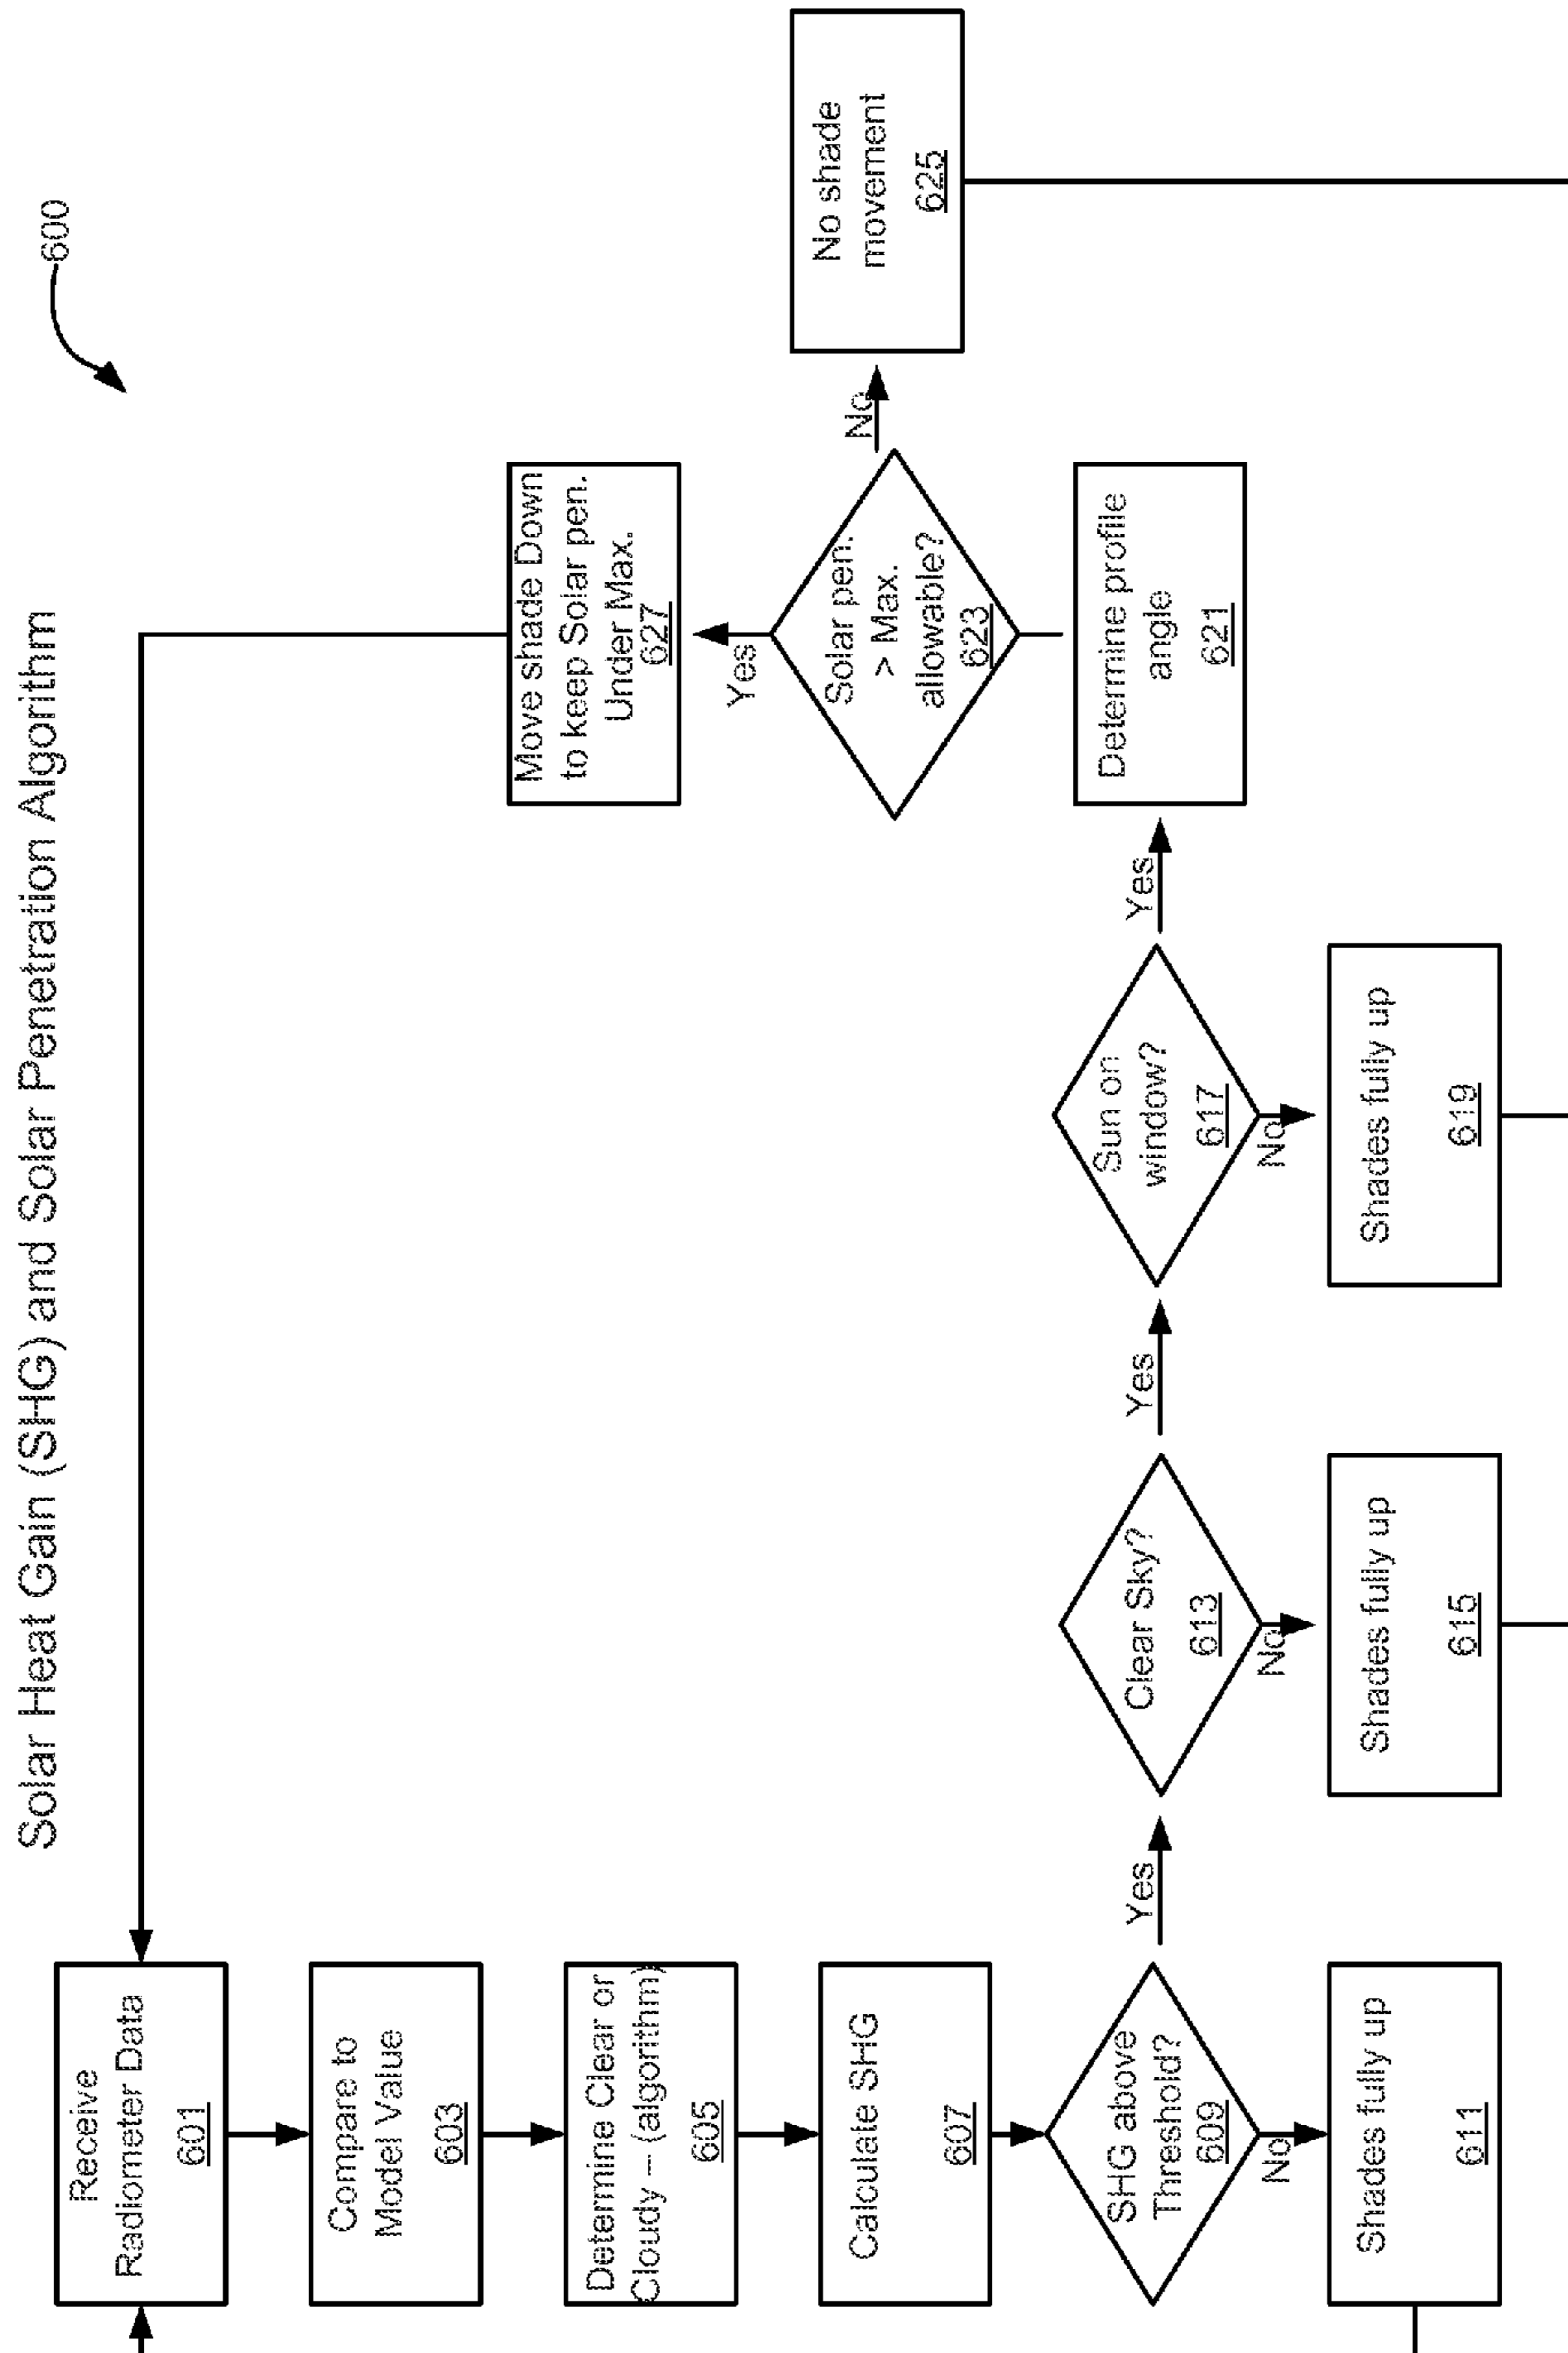 Solar Heat Gain (SHG) and Solar Penetration Algorithm
600
Receive
Radiometer Data
601
Compare to
Model Value
603
Determine Clear or
Cloudy – (algorithm)
605
Calculate SHG
607
SHG above
Threshold?
609
No
Yes
Shades fully up
611
Clear Sky?
613
No
Yes
Shades fully up
615
Sun on
window?
617
No
Yes
Shades fully up
619
Determine profile
angle
621
Solar pen.
> Max.
allowable?
623
Yes
No
Move shade Down
to keep Solar pen.
Under Max.
627
No shade
movement
625